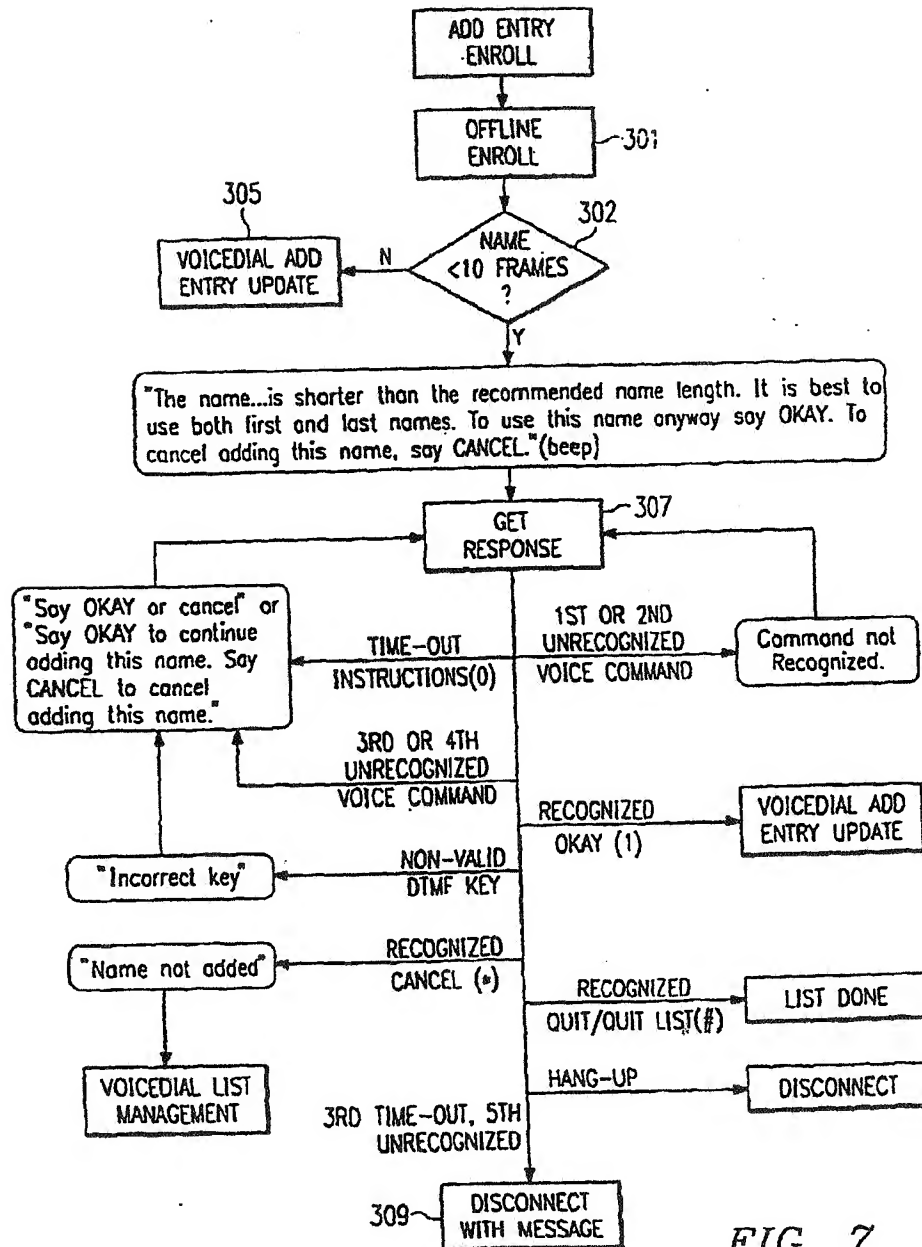 ADD ENTRY
ENROLL
OFFLINE
ENROLL
301
305
302
VOICEDIAL ADD
ENTRY UPDATE
N
NAME
<10 FRAMES
?
Y
"The name...is shorter than the recommended name length. It is best to
use both first and last names. To use this name anyway say OKAY. To
cancel adding this name, say CANCEL."(beep)
307
GET
RESPONSE
"Say OKAY or cancel" or
"Say OKAY to continue
adding this name. Say
CANCEL to cancel
adding this name."
TIME-OUT
INSTRUCTIONS(0)
1ST OR 2ND
UNRECOGNIZED
VOICE COMMAND
Command not
Recognized.
3RD OR 4TH
UNRECOGNIZED
VOICE COMMAND
RECOGNIZED
OKAY (1)
VOICEDIAL ADD
ENTRY UPDATE
"Incorrect key"
NON-VALID
DTMF KEY
"Name not added"
RECOGNIZED
CANCEL (*)
RECOGNIZED
QUIT/QUIT LIST(#)
LIST DONE
VOICEDIAL LIST
MANAGEMENT
HANG-UP
DISCONNECT
3RD TIME-OUT, 5TH
UNRECOGNIZED
309
DISCONNECT
WITH MESSAGE
FIG. 7